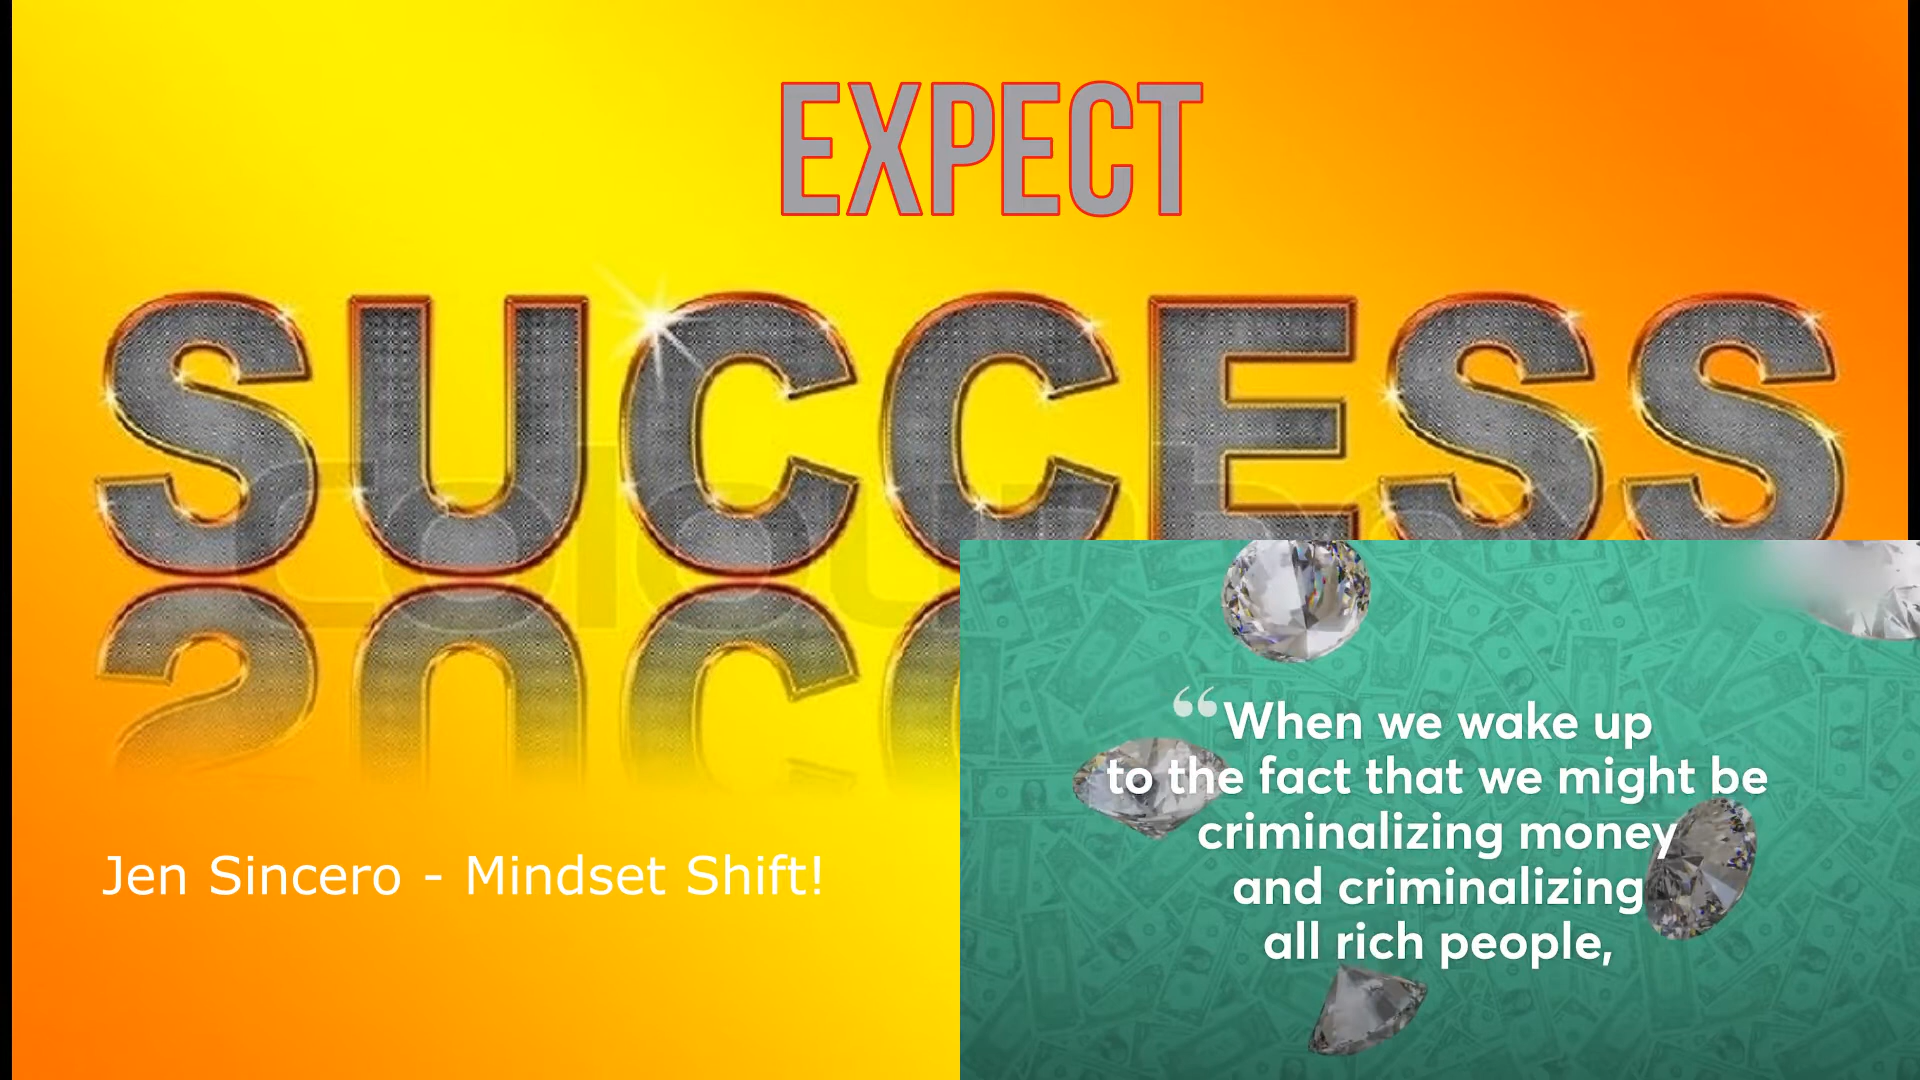 EXPECT
SUCCESS
colourbox
Jen Sincero - Mindset Shift!
“When we wake up
to the fact that we might be
criminalizing money
and criminalizing
all rich people,